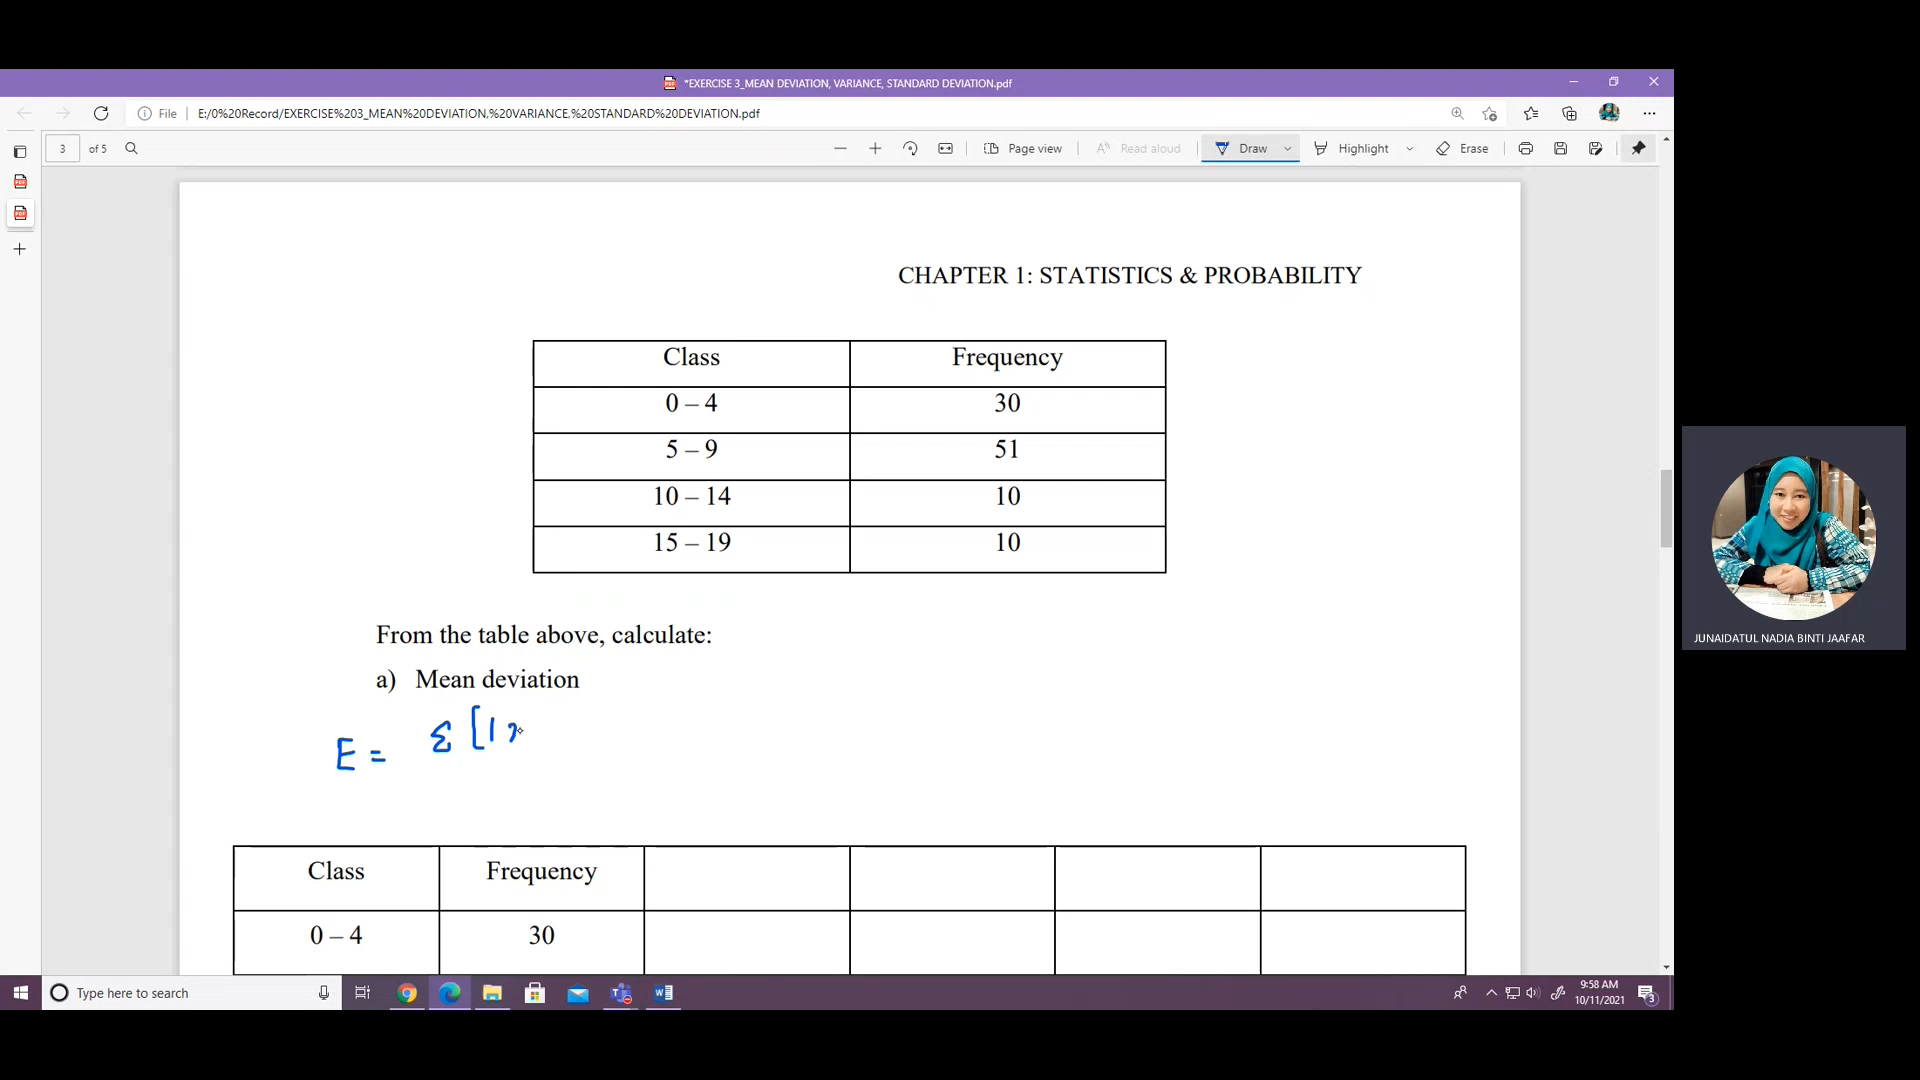 *EXERCISE 3_MEAN DEVIATION, VARIANCE, STANDARD DEVIATION.pdf
File E:/0%20Record/EXERCISE%203_MEAN%20DEVIATION,%20VARIANCE,%20STANDARD%20DEVIATION.pdf
3 of 5 Page view Read aloud Draw Highlight Erase
CHAPTER 1: STATISTICS & PROBABILITY
Class Frequency
0 – 4 30
5 – 9 51
10 – 14 10
15 – 19 10
From the table above, calculate:
a) Mean deviation
E = Σ [| x
Class Frequency
0 – 4 30
JUNAIDATUL NADIA BINTI JAAFAR
Type here to search
9:58 AM
10/11/2021
3